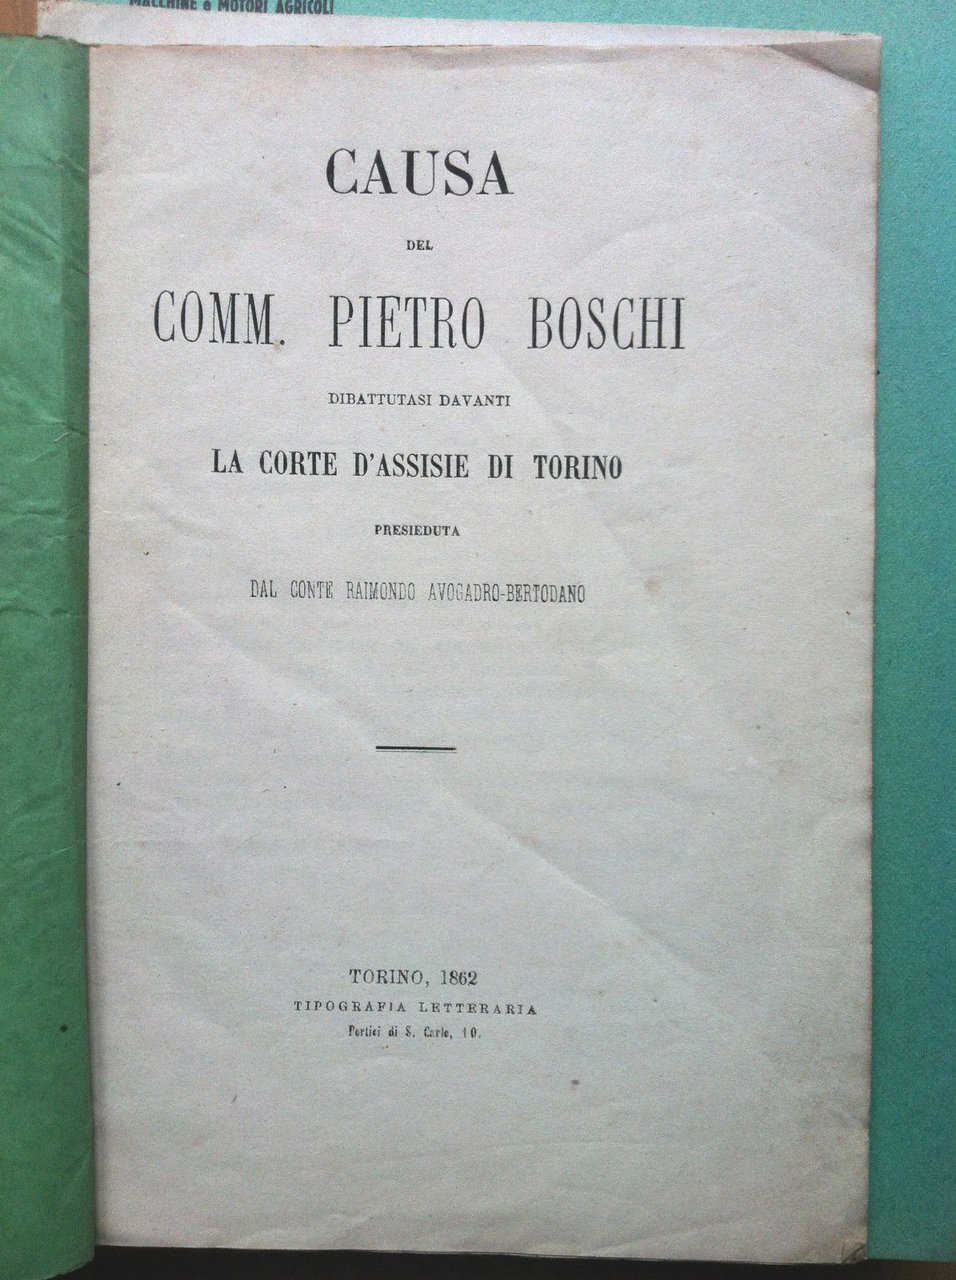 MACCHINE e MOTORI AGRICOLI
CAUSA
DEL
COMM. PIETRO BOSCHI
DIBATTUTASI DAVANTI
LA CORTE D'ASSISIE DI TORINO
PRESIEDUTA
DAL CONTE RAIMONDO AVOGADRO-BERTODANO
TORINO, 1862
TIPOGRAFIA LETTERARIA
Portici di S. Carlo, 10.